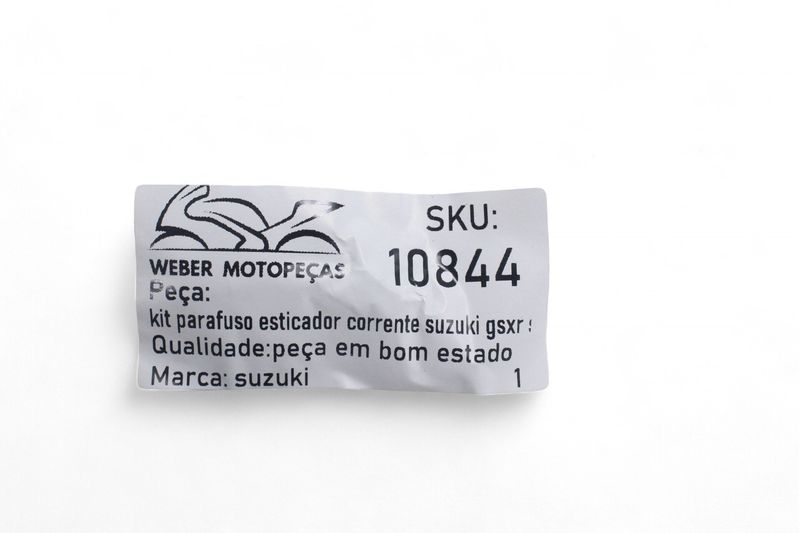 SKU:
10844
WEBER MOTOPEÇAS
Peça:
kit parafuso esticador corrente suzuki gsxr
Qualidade:peça em bom estado
Marca: suzuki 1